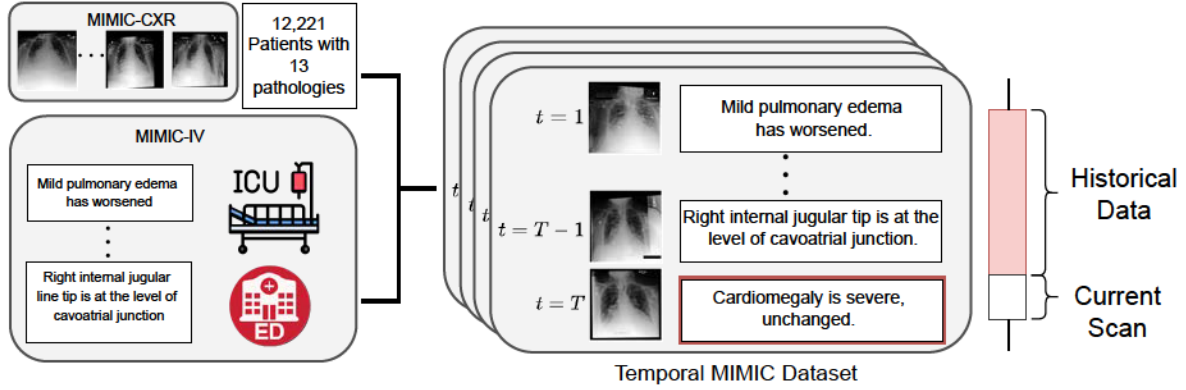 MIMIC-CXR
12,221
Patients with
13
pathologies
MIMIC-IV
Mild pulmonary edema
has worsened
Right internal jugular
line tip is at the level of
cavoatrial junction
ICU
ED
t
t
t
t = 1
Mild pulmonary edema
has worsened.
t = T − 1
Right internal jugular tip is at the
level of cavoatrial junction.
t = T
Cardiomegaly is severe,
unchanged.
Temporal MIMIC Dataset
Historical
Data
Current
Scan